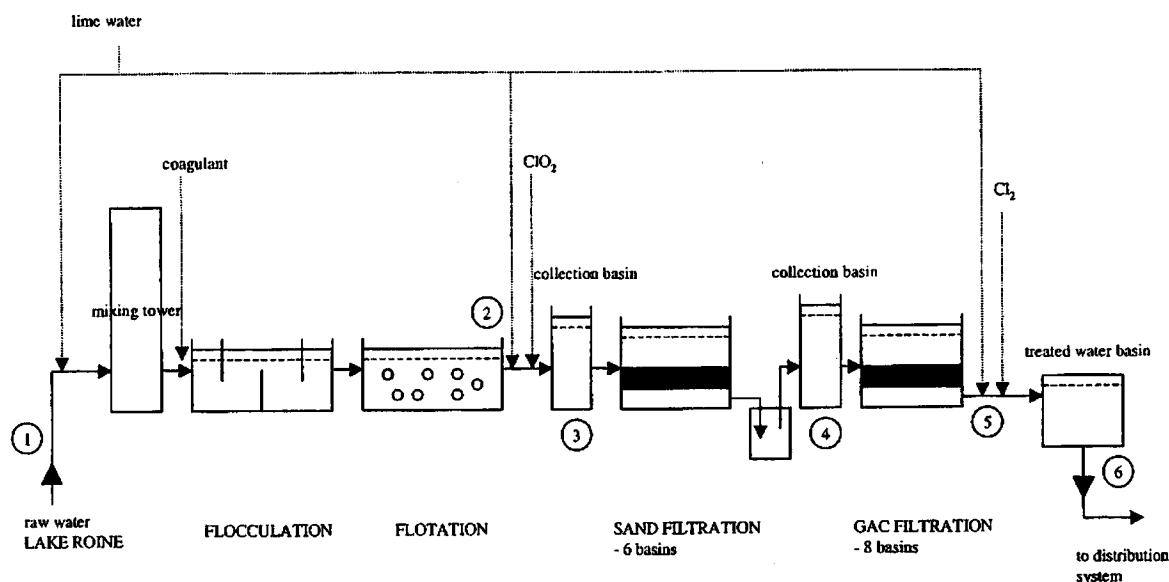 lime water
coagulant
ClO₂
Cl₂
collection basin
collection basin
mixing tower
treated water basin
1
2
3
4
5
6
raw water
LAKE ROINE
FLOCCULATION
FLOTATION
SAND FILTRATION
- 6 basins
GAC FILTRATION
- 8 basins
to distribution
system